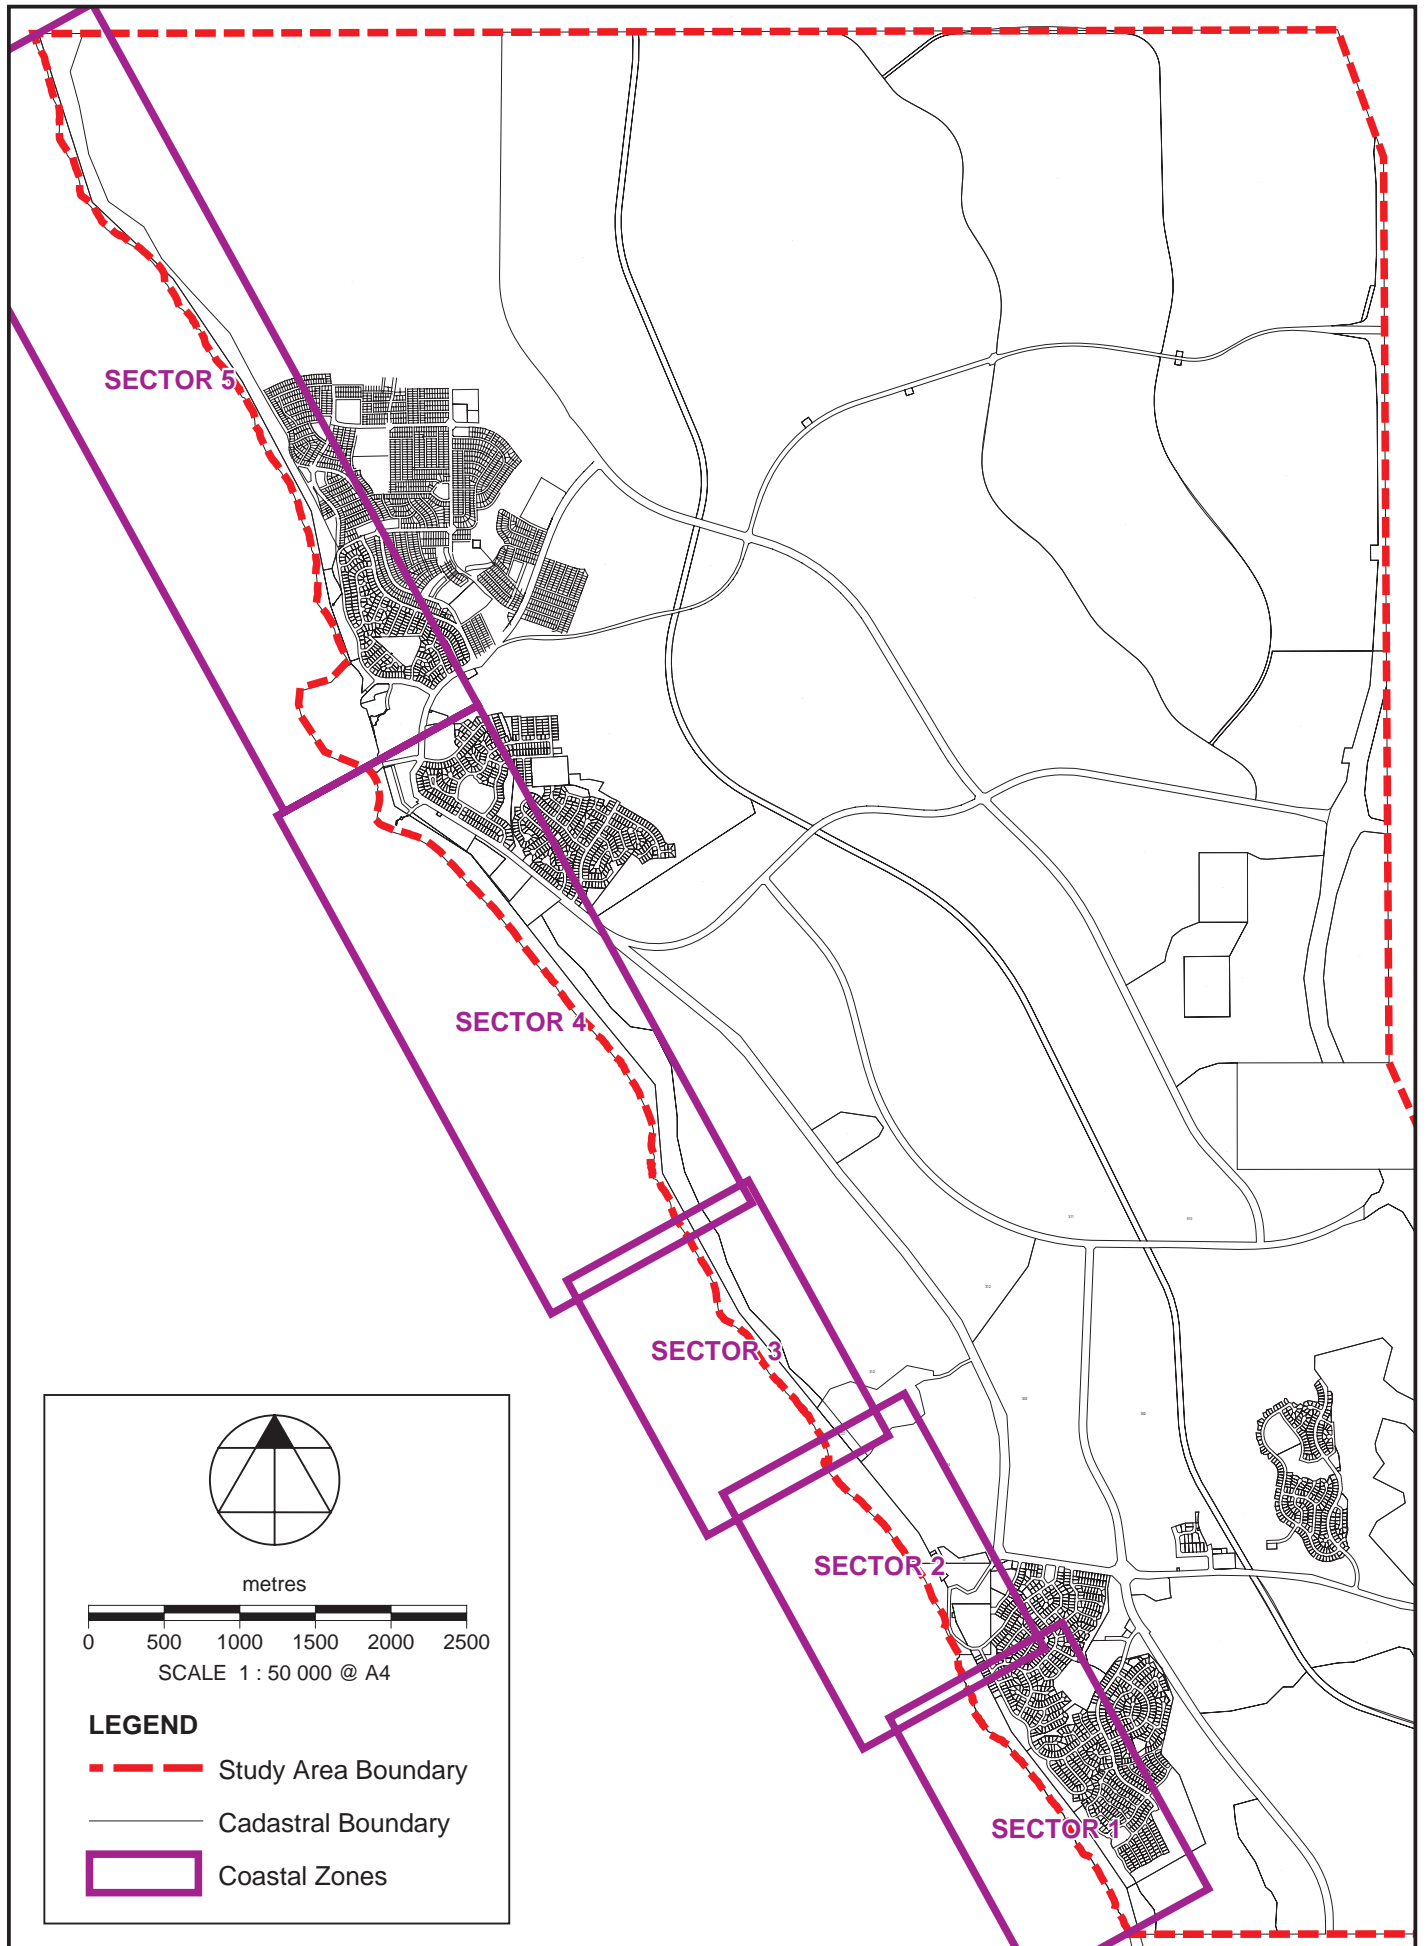 SECTOR 5
SECTOR 4
SECTOR 3
SECTOR 2
SECTOR 1
metres
0 500 1000 1500 2000 2500
SCALE 1 : 50 000 @ A4
LEGEND
Study Area Boundary
Cadastral Boundary
Coastal Zones